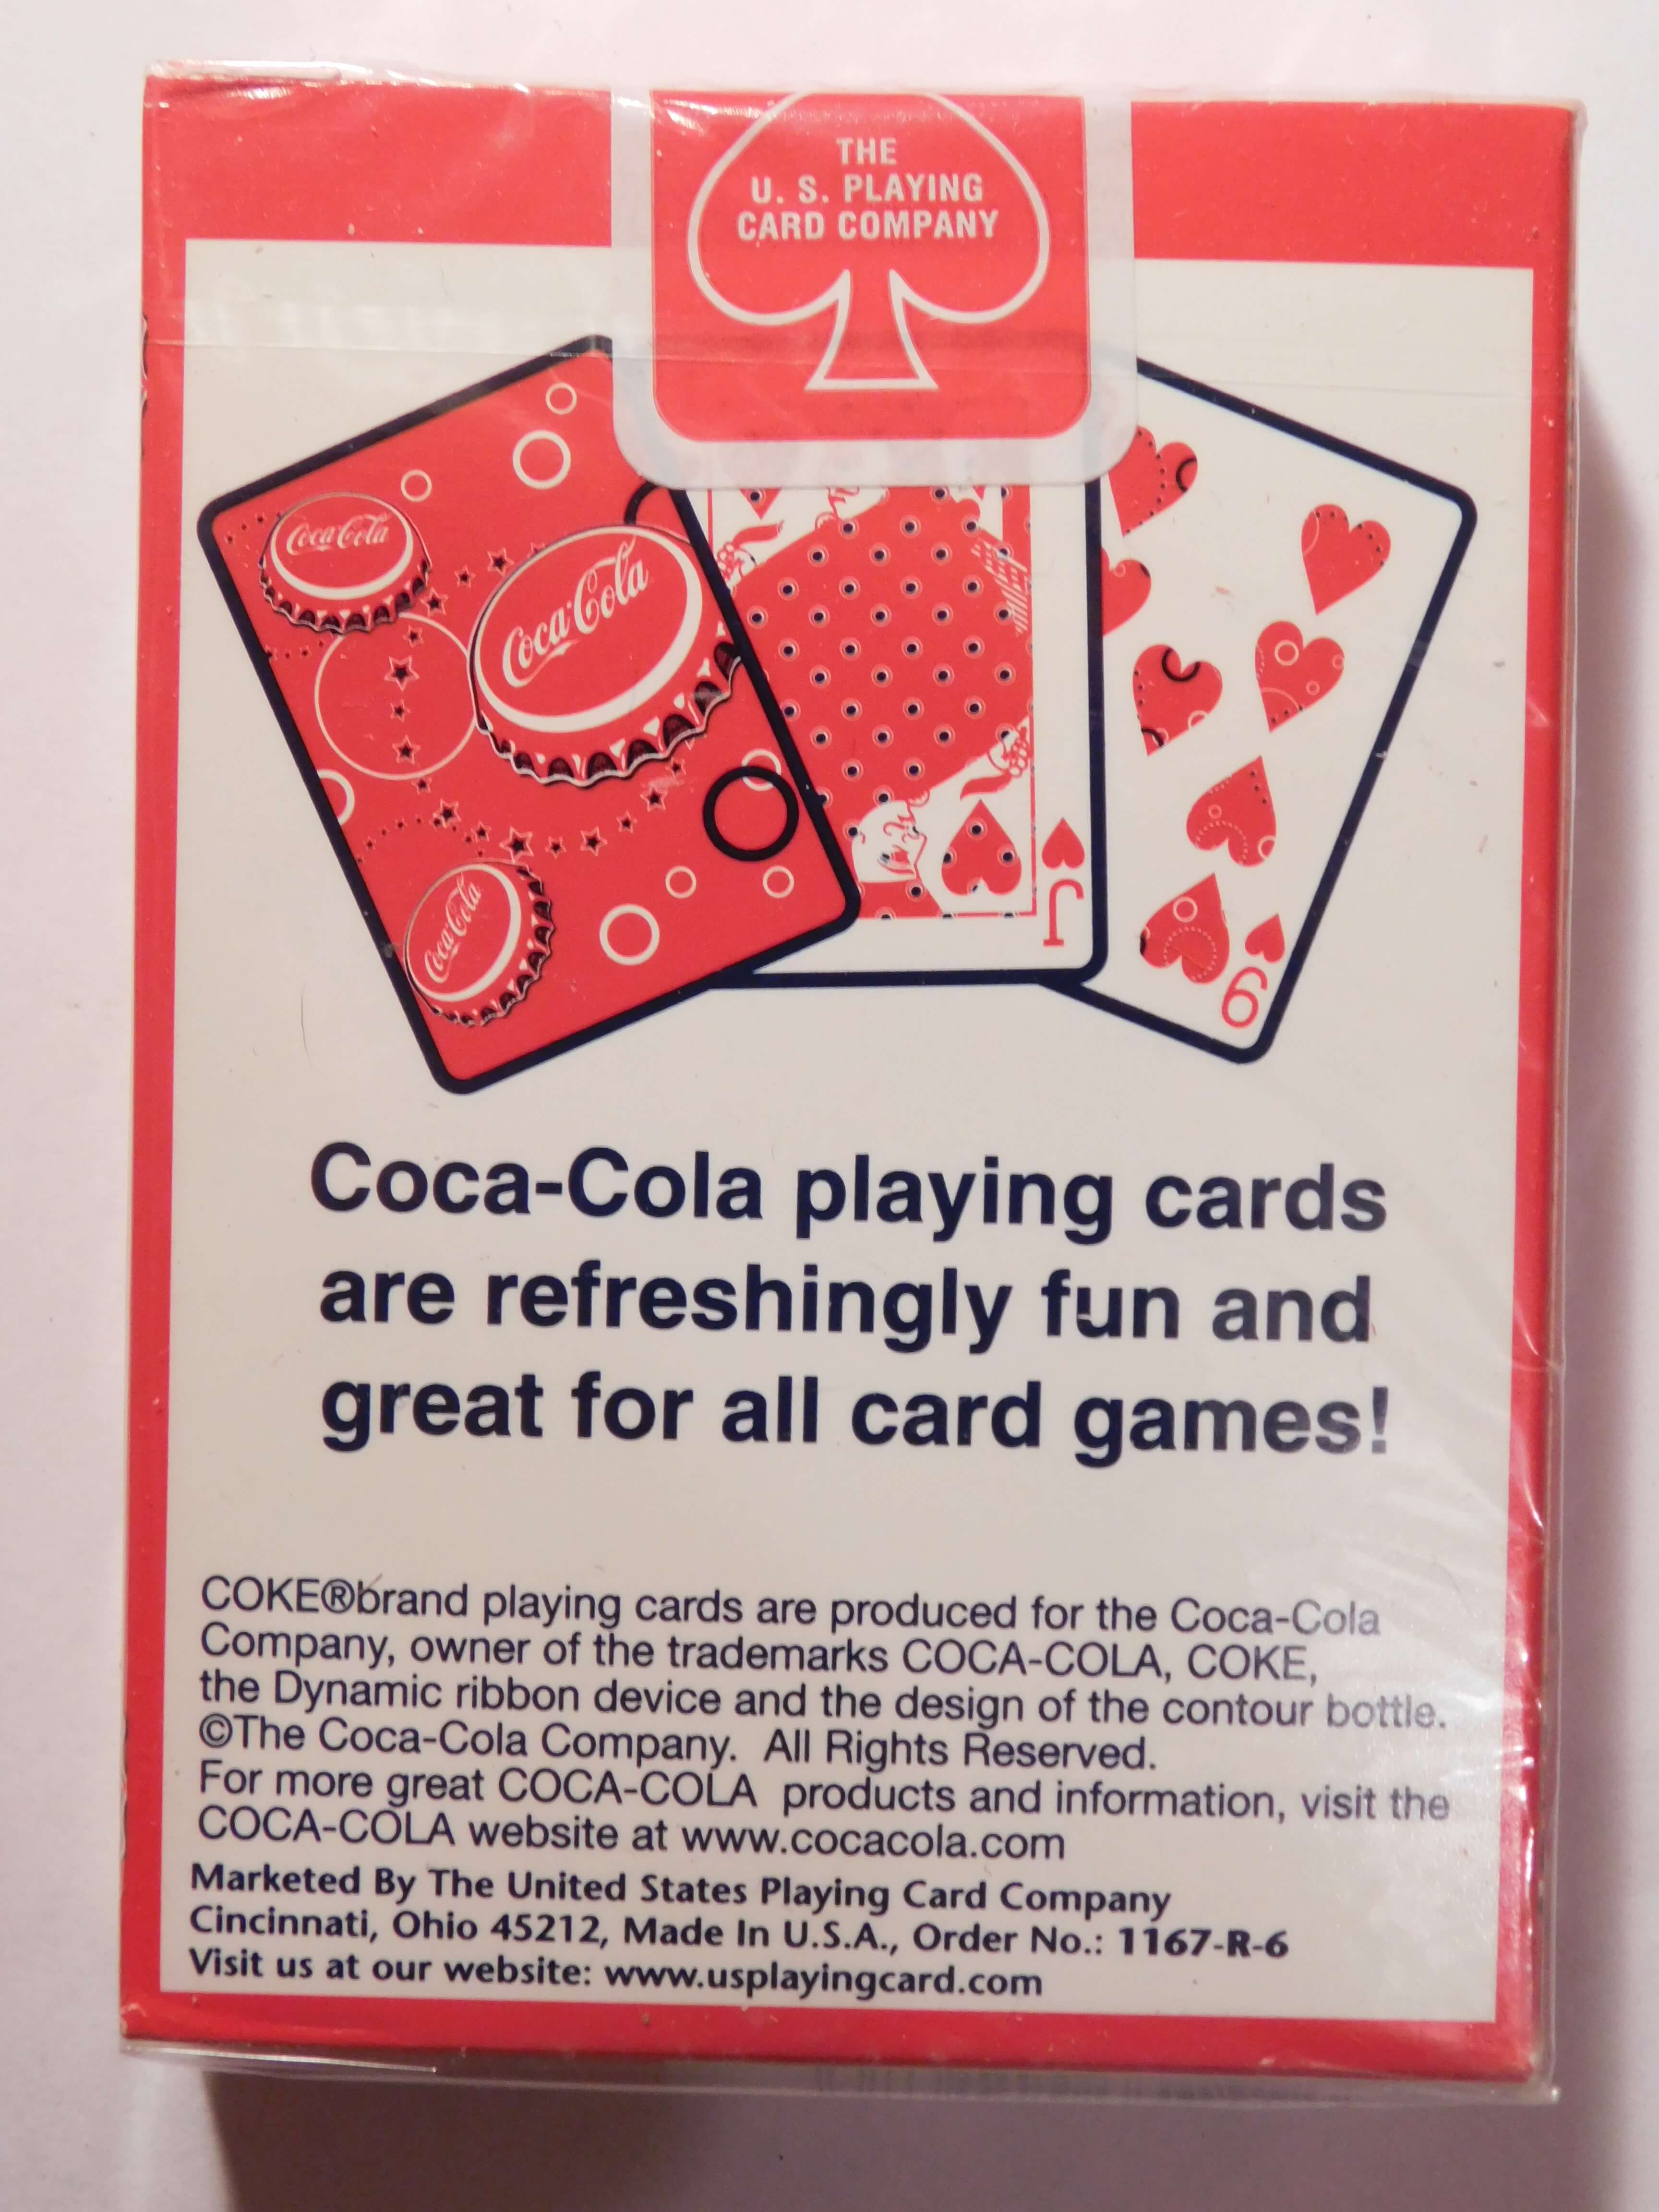 THE
U. S. PLAYING
CARD COMPANY
Coca-Cola
Coca-Cola
Coca-Cola
J
9
Coca-Cola playing cards
are refreshingly fun and
great for all card games!
COKE®brand playing cards are produced for the Coca-Cola
Company, owner of the trademarks COCA-COLA, COKE,
the Dynamic ribbon device and the design of the contour bottle.
©The Coca-Cola Company. All Rights Reserved.
For more great COCA-COLA products and information, visit the
COCA-COLA website at www.cocacola.com
Marketed By The United States Playing Card Company
Cincinnati, Ohio 45212, Made In U.S.A., Order No.: 1167-R-6
Visit us at our website: www.usplayingcard.com